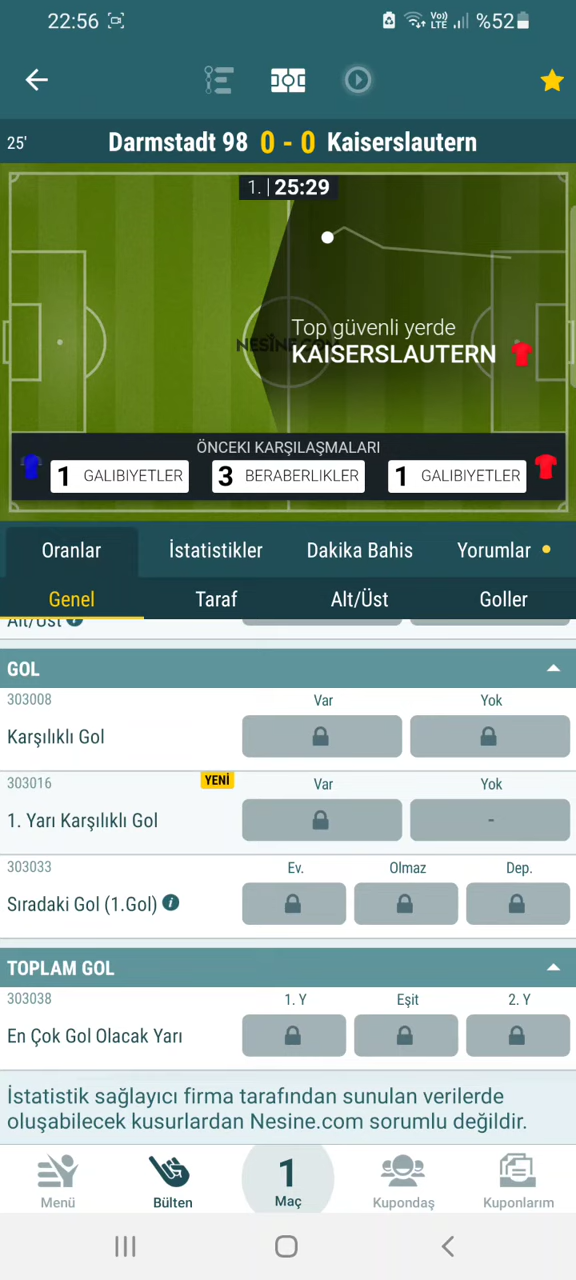 22:56
Vo))
LTE
%52
25'
Darmstadt 98 0 - 0 Kaiserslautern
1. | 25:29
Top güvenli yerde
KAISERSLAUTERN
ÖNCEKİ KARŞILAŞMALARI
1 GALIBIYETLER
3 BERABERLIKLER
1 GALIBIYETLER
Oranlar
İstatistikler
Dakika Bahis
Yorumlar
Genel
Taraf
Alt/Üst
Goller
Alt/Üst
GOL
303008
Var
Yok
Karşılıklı Gol
303016
YENİ
Var
Yok
1. Yarı Karşılıklı Gol
-
303033
Ev.
Olmaz
Dep.
Sıradaki Gol (1.Gol) i
TOPLAM GOL
303038
1. Y
Eşit
2. Y
En Çok Gol Olacak Yarı
İstatistik sağlayıcı firma tarafından sunulan verilerde
oluşabilecek kusurlardan Nesine.com sorumlu değildir.
Menü
Bülten
1
Maç
Kupondaş
Kuponlarım